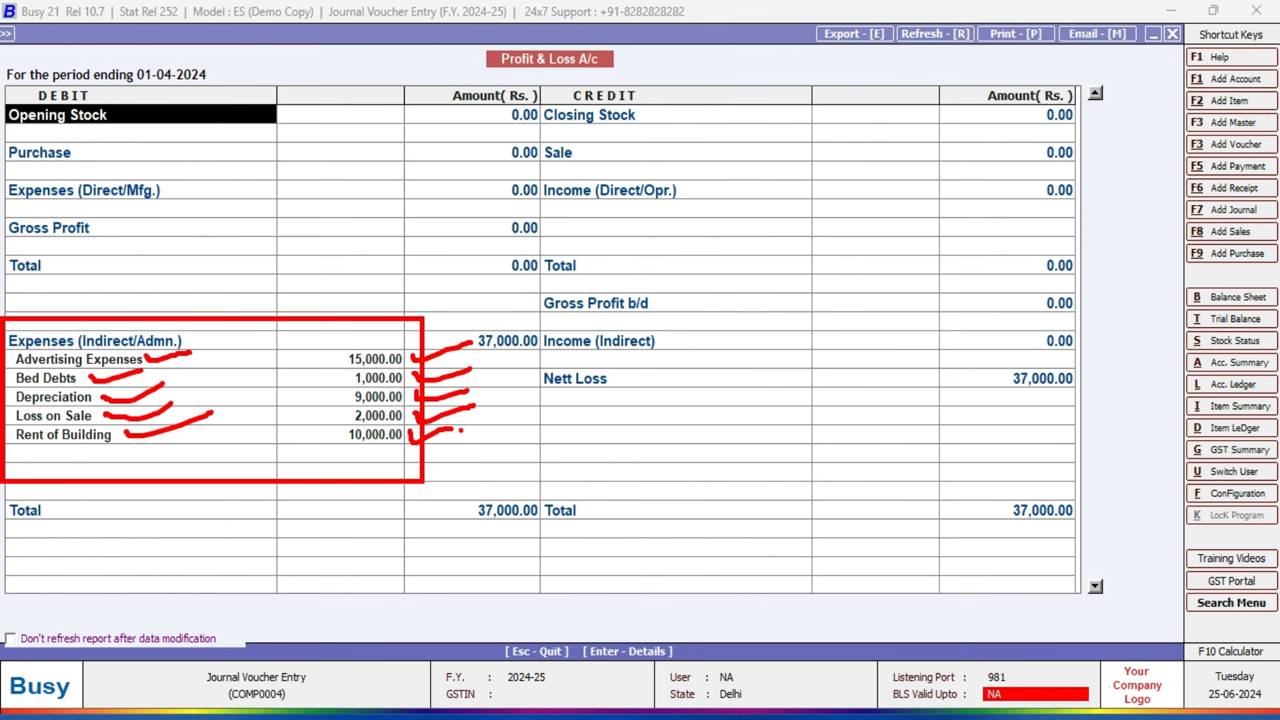 Busy 21 Rel 10.7 | Stat Rel 252 | Model : ES (Demo Copy) | Journal Voucher Entry (F.Y. 2024-25) | 24x7 Support : +91-8282828282
>> Export - [E] Refresh - [R] Print - [P] Email - [M]
Profit & Loss A/c
For the period ending 01-04-2024
DEBIT Amount( Rs. ) CREDIT Amount( Rs. )
Opening Stock 0.00 Closing Stock 0.00
Purchase 0.00 Sale 0.00
Expenses (Direct/Mfg.) 0.00 Income (Direct/Opr.) 0.00
Gross Profit 0.00
Total 0.00 Total 0.00
Gross Profit b/d 0.00
Expenses (Indirect/Admn.) 37,000.00 Income (Indirect) 0.00
Advertising Expenses 15,000.00
Bed Debts 1,000.00 Nett Loss 37,000.00
Depreciation 9,000.00
Loss on Sale 2,000.00
Rent of Building 10,000.00
Total 37,000.00 Total 37,000.00
Don't refresh report after data modification
[ Esc - Quit ] [ Enter - Details ]
Shortcut Keys
F1 Help
F1 Add Account
F2 Add Item
F3 Add Master
F3 Add Voucher
F5 Add Payment
F6 Add Receipt
F7 Add Journal
F8 Add Sales
F9 Add Purchase
B Balance Sheet
T Trial Balance
S Stock Status
A Acc. Summary
L Acc. Ledger
I Item Summary
D Item LeDger
G GST Summary
U Switch User
F ConFiguration
K LocK Program
Training Videos
GST Portal
Search Menu
F10 Calculator
Busy
Journal Voucher Entry
(COMP0004)
F.Y. : 2024-25
GSTIN :
User : NA
State : Delhi
Listening Port : 981
BLS Valid Upto : NA
Your
Company
Logo
Tuesday
25-06-2024